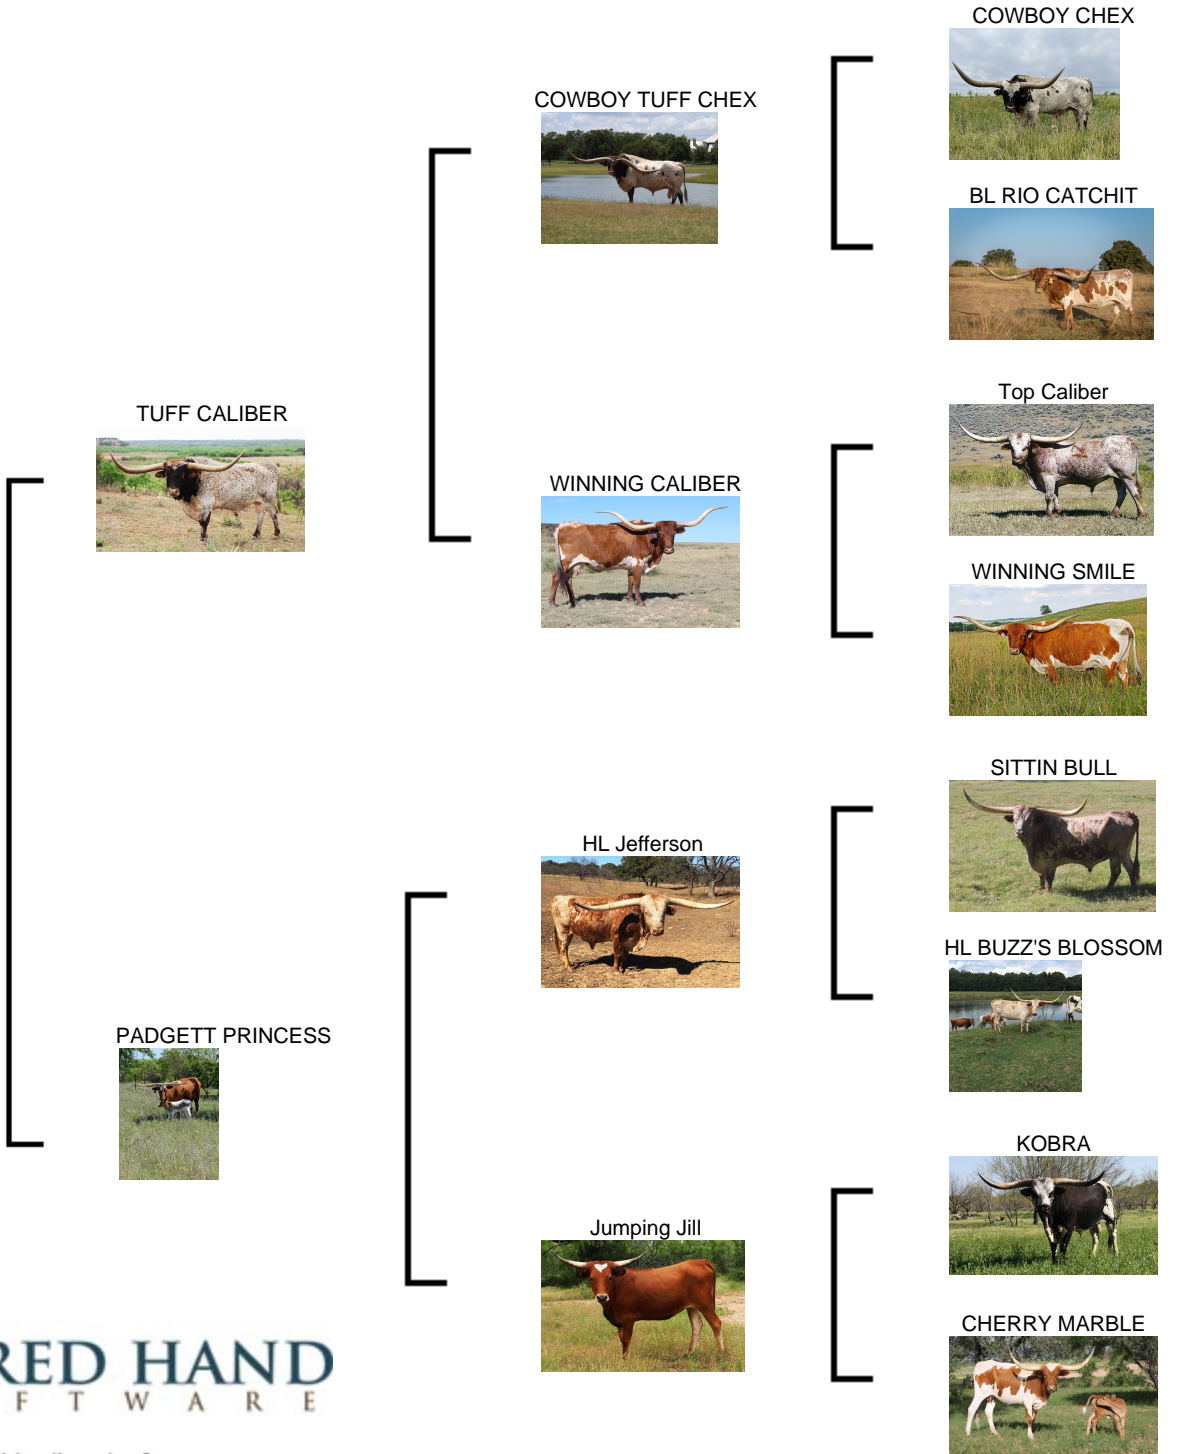 COWBOY CHEX
COWBOY TUFF CHEX
BL RIO CATCHIT
TUFF CALIBER
Top Caliber
WINNING CALIBER
WINNING SMILE
SITTIN BULL
HL Jefferson
HL BUZZ'S BLOSSOM
PADGETT PRINCESS
KOBRA
Jumping Jill
CHERRY MARBLE
RED HAND
F T W A R E